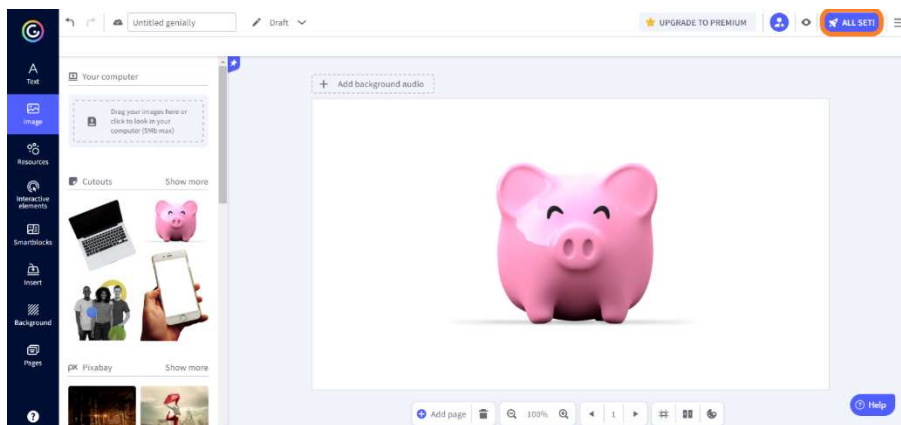 Untitled genially
Draft
UPGRADE TO PREMIUM
ALL SET!
Text
Image
Resources
Interactive
elements
Smartblocks
Insert
Background
Pages
Your computer
Drag your images here or
click to look in your
computer (5Mb max)
Cutouts Show more
Pixabay Show more
+ Add background audio
Add page
100%
1
Help